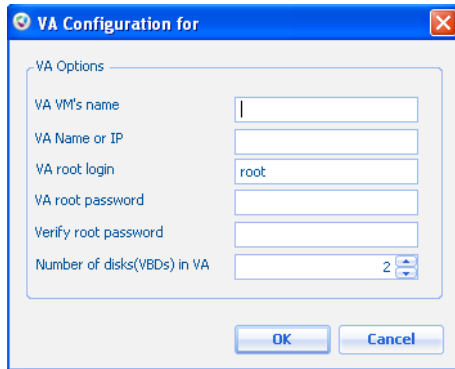 VA Configuration for
VA Options
VA VM's name
VA Name or IP
VA root login root
VA root password
Verify root password
Number of disks(VBDs) in VA 2
OK Cancel